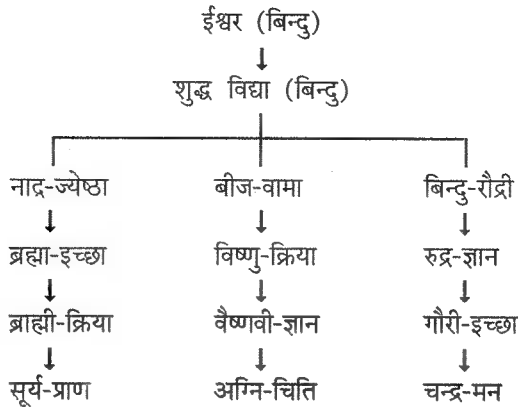 ईश्वर (बिन्दु)
शुद्ध विद्या (बिन्दु)
नाद्र-ज्येष्ठा बीज-वामा बिन्दु-रौद्री
ब्रह्मा-इच्छा विष्णु-क्रिया रुद्र-ज्ञान
ब्राह्मी-क्रिया वैष्णवी-ज्ञान गौरी-इच्छा
सूर्य-प्राण अग्नि-चिति चन्द्र-मन